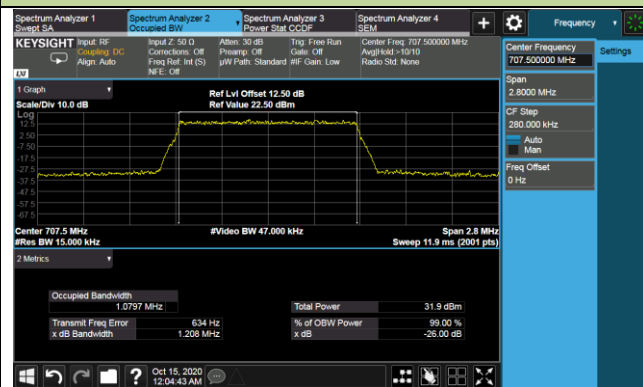 Spectrum Analyzer 1
Swept SA
Spectrum Analyzer 2
Occupied BW
Spectrum Analyzer 3
Power Stat CCDF
Spectrum Analyzer 4
SEM
+
Frequency
KEYSIGHT
Input: RF
Coupling: DC
Align: Auto
Input Z: 50 Ω
Corrections: Off
Freq Ref: Int (S)
NFE: Off
Atten: 30 dB
Preamp: Off
µW Path: Standard
Trig: Free Run
Gate: Off
#IF Gain: Low
Center Freq: 707.500000 MHz
Avg|Hold:>10/10
Radio Std: None
LXI
Center Frequency
707.500000 MHz
Settings
Span
2.8000 MHz
CF Step
280.000 kHz
Auto
Man
Freq Offset
0 Hz
1 Graph
Scale/Div 10.0 dB
Ref Lvl Offset 12.50 dB
Ref Value 22.50 dBm
Log
12.5
2.50
-7.50
-17.5
-27.5
-37.5
-47.5
-57.5
-67.5
Center 707.5 MHz
#Video BW 47.000 kHz
Span 2.8 MHz
#Res BW 15.000 kHz
Sweep 11.9 ms (2001 pts)
2 Metrics
Occupied Bandwidth
1.0797 MHz
Total Power
31.9 dBm
Transmit Freq Error
634 Hz
% of OBW Power
99.00 %
x dB Bandwidth
1.208 MHz
x dB
-26.00 dB
?
Oct 15, 2020
12:04:43 AM